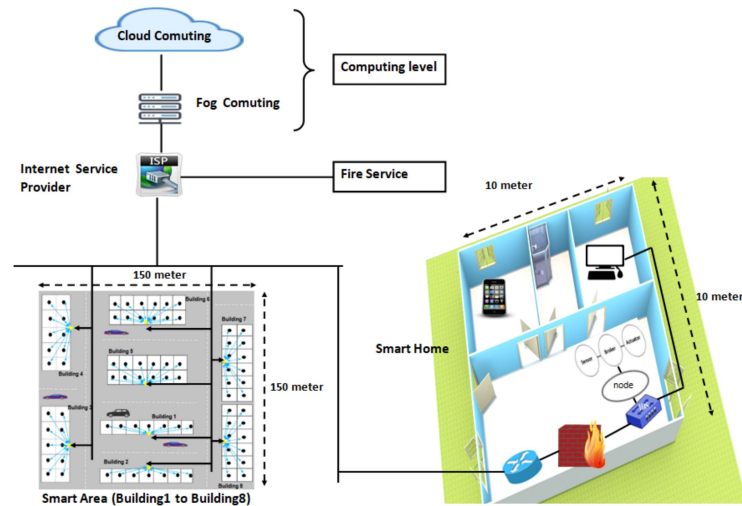 Cloud Comuting
Computing level
Fog Comuting
ISP
Internet Service
Provider
Fire Service
10 meter
150 meter
Building 6
Building 7
10 meter
Building 5
Building 4
Smart Home
Sensor
Broker
Actuator
150 meter
node
Building 3
Building 1
Building 2
Building 8
Smart Area (Building1 to Building8)